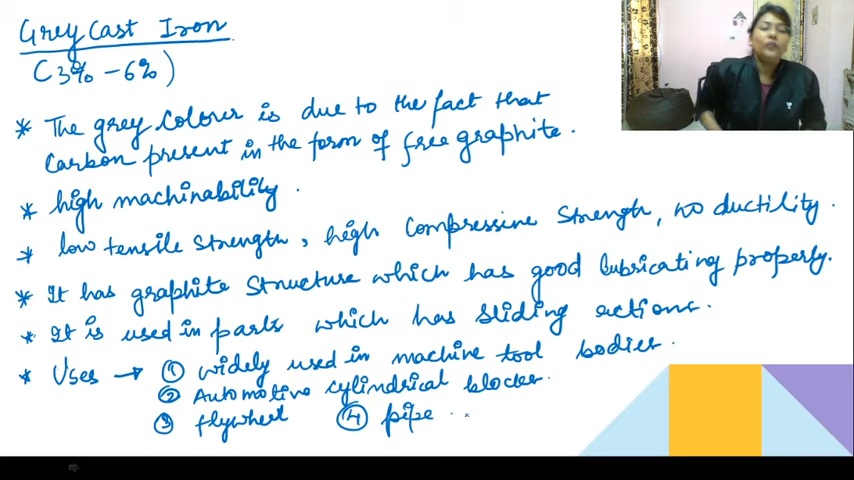 Grey Cast Iron
(3% - 6%)
* The grey colour is due to the fact that
carbon present in the form of free graphite.
* high machinability.
* low tensile strength, high compressive strength, no ductility.
* It has graphite structure which has good lubricating property.
* It is used in parts which has sliding actions.
* Uses → ① widely used in machine tool bodies.
② Automotive cylindrical blocks.
③ flywheel ④ pipe